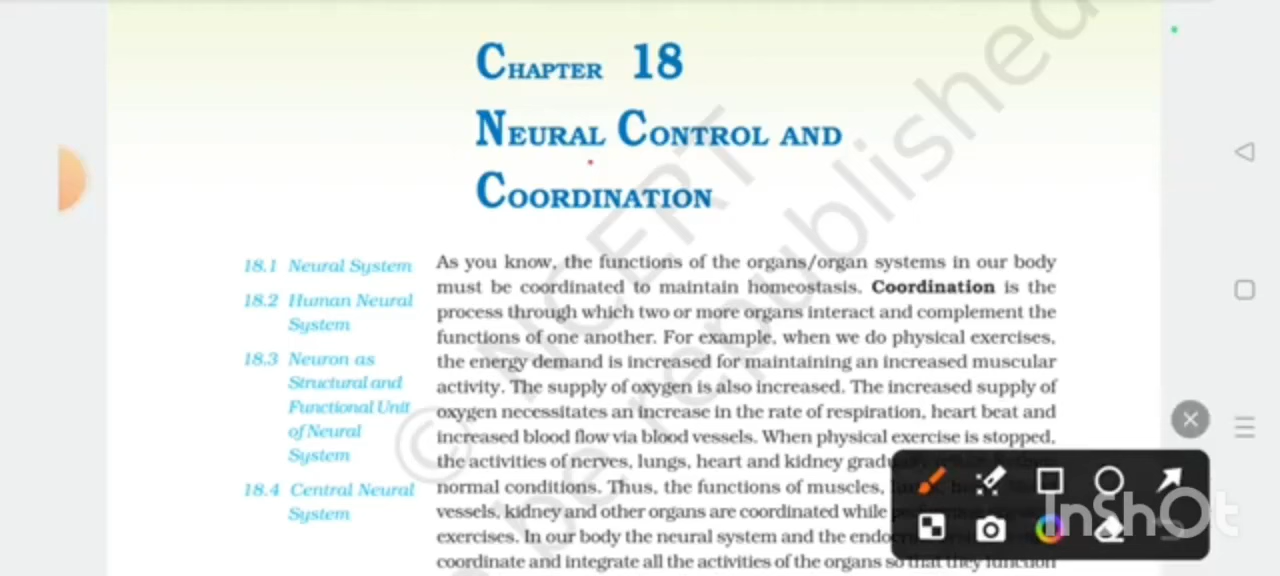 CHAPTER 18
NEURAL CONTROL AND
COORDINATION
18.1 Neural System
18.2 Human Neural
System
18.3 Neuron as
Structural and
Functional Unit
of Neural
System
18.4 Central Neural
System
As you know, the functions of the organs/organ systems in our body
must be coordinated to maintain homeostasis. Coordination is the
process through which two or more organs interact and complement the
functions of one another. For example, when we do physical exercises,
the energy demand is increased for maintaining an increased muscular
activity. The supply of oxygen is also increased. The increased supply of
oxygen necessitates an increase in the rate of respiration, heart beat and
increased blood flow via blood vessels. When physical exercise is stopped,
the activities of nerves, lungs, heart and kidney
normal conditions. Thus, the functions of muscles,
vessels, kidney and other organs are coordinated while
exercises. In our body the neural system and the
coordinate and integrate all the activities of the organs so that they function
© NCERT
be republished
InShOt